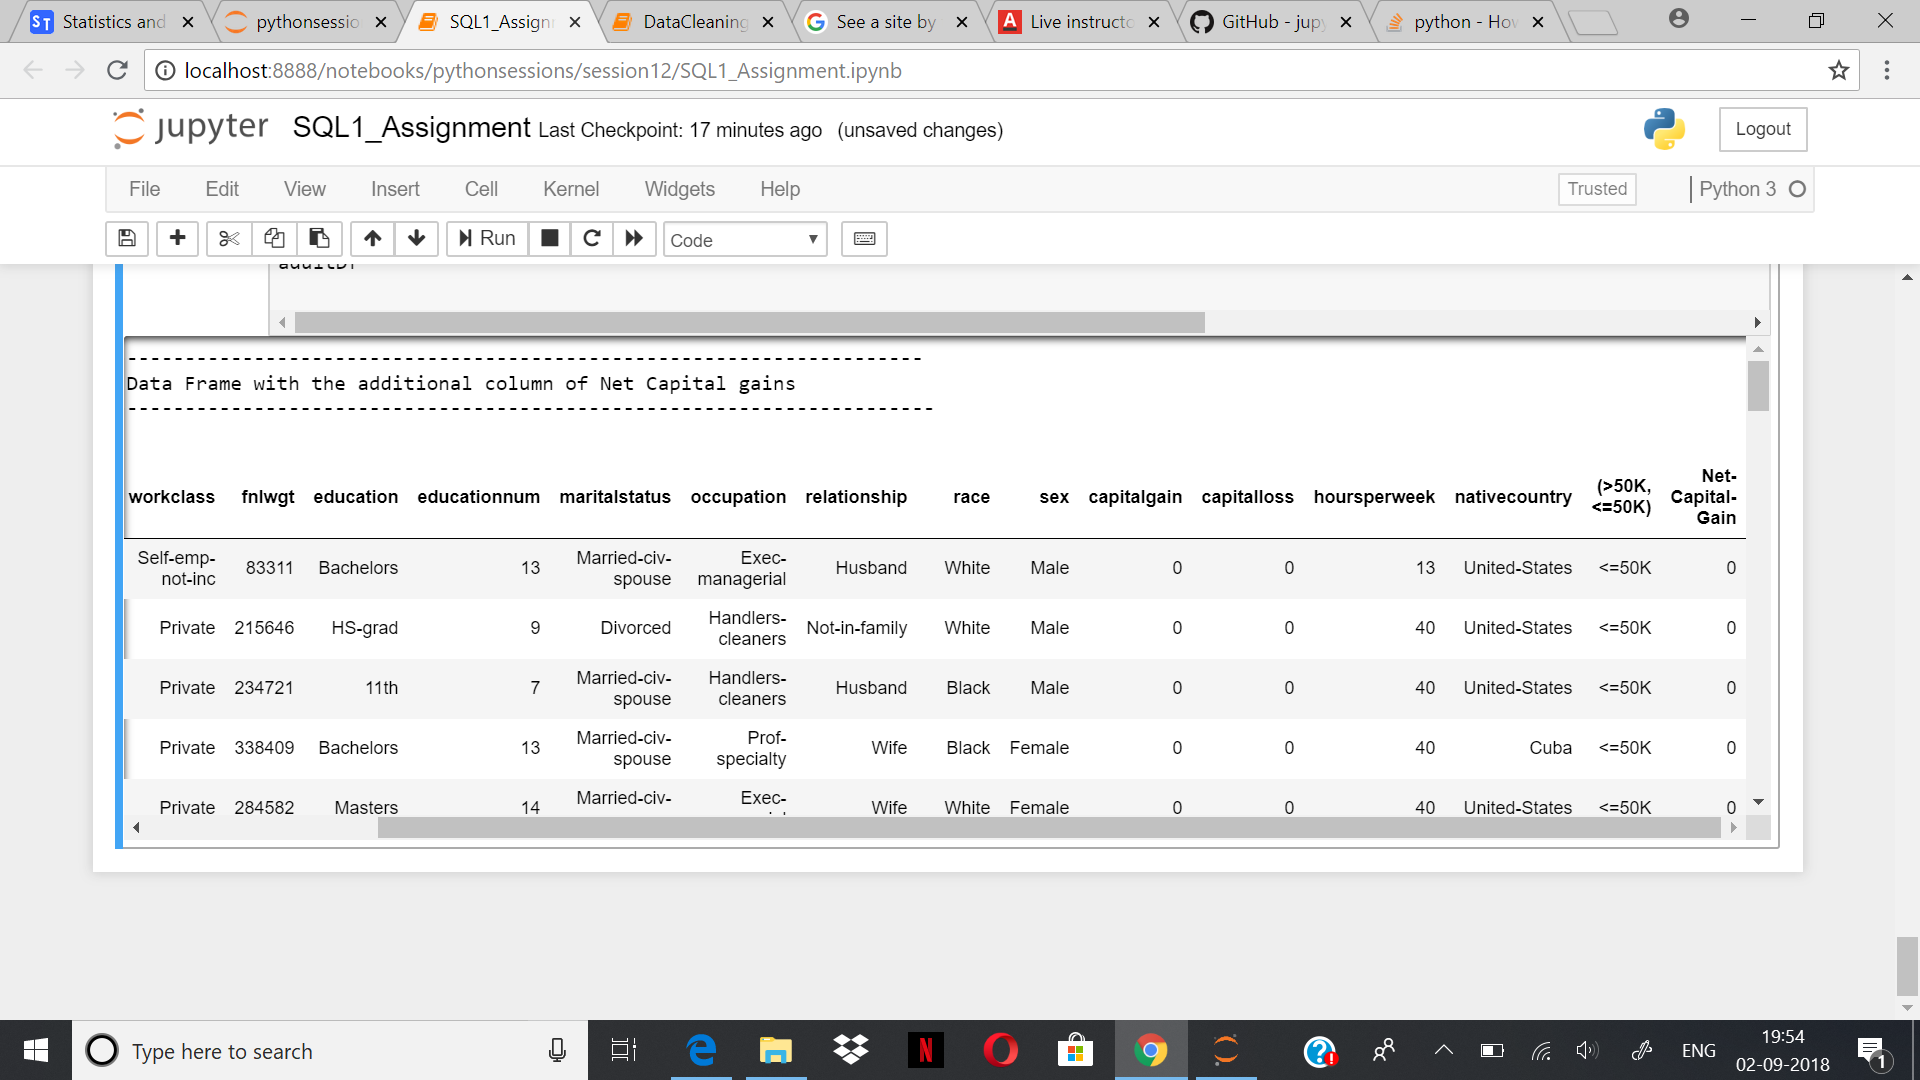 ST Statistics and
pythonsessio
SQL1_Assignm
DataCleaning
See a site by
Live instructo
GitHub - jupy
python - How
localhost:8888/notebooks/pythonsessions/session12/SQL1_Assignment.ipynb
jupyter SQL1_Assignment Last Checkpoint: 17 minutes ago (unsaved changes)
Logout
File Edit View Insert Cell Kernel Widgets Help
Trusted
Python 3
Run
Code
adultDf
---------------------------------------------------------------------
Data Frame with the additional column of Net Capital gains
----------------------------------------------------------------------
workclass fnlwgt education educationnum maritalstatus occupation relationship race sex capitalgain capitalloss hoursperweek nativecountry (>50K, <=50K) Net-Capital-Gain
Self-emp-not-inc 83311 Bachelors 13 Married-civ-spouse Exec-managerial Husband White Male 0 0 13 United-States <=50K 0
Private 215646 HS-grad 9 Divorced Handlers-cleaners Not-in-family White Male 0 0 40 United-States <=50K 0
Private 234721 11th 7 Married-civ-spouse Handlers-cleaners Husband Black Male 0 0 40 United-States <=50K 0
Private 338409 Bachelors 13 Married-civ-spouse Prof-specialty Wife Black Female 0 0 40 Cuba <=50K 0
Private 284582 Masters 14 Married-civ- Exec- Wife White Female 0 0 40 United-States <=50K 0
Type here to search
N
ENG
19:54
02-09-2018
1